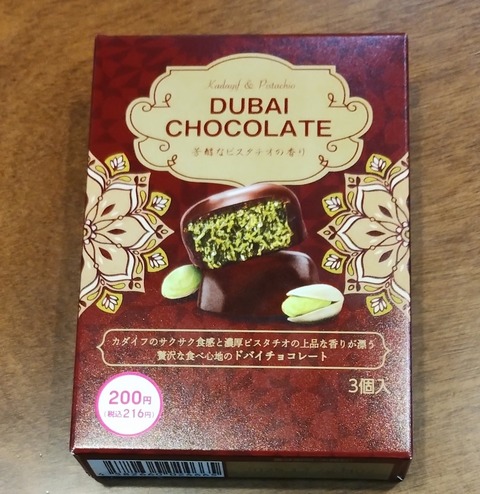 Kadayif & Pistachio
DUBAI
CHOCOLATE
芳醇なピスタチオの香り
カダイフのサクサク食感と濃厚ピスタチオの上品な香りが漂う
贅沢な食べ心地のドバイチョコレート
3個入
200円
(税込216円)